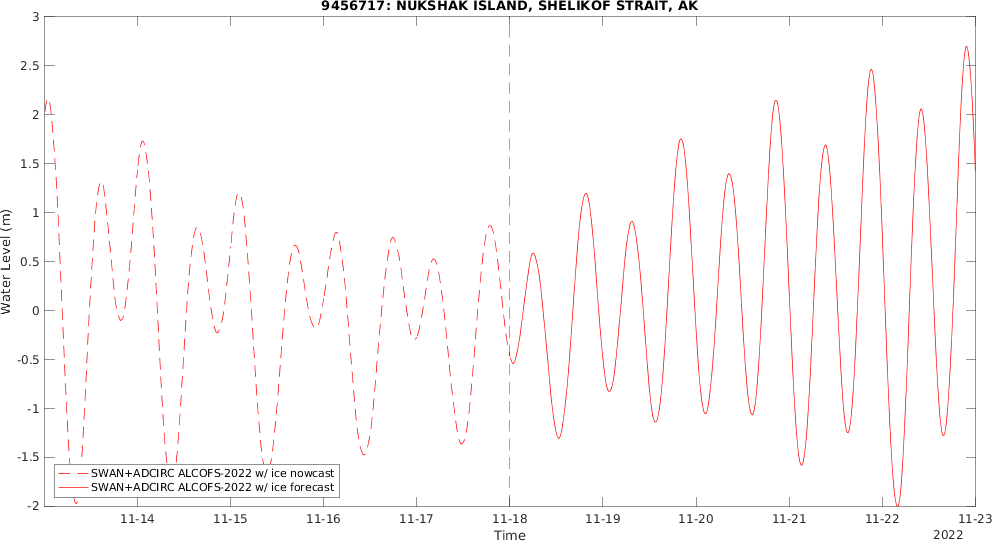 9456717: NUKSHAK ISLAND, SHELIKOF STRAIT, AK
3
2.5
2
1.5
1
0.5
0
-0.5
-1
-1.5
-2
Water Level (m)
SWAN+ADCIRC ALCOFS-2022 w/ ice nowcast
SWAN+ADCIRC ALCOFS-2022 w/ ice forecast
11-14 11-15 11-16 11-17 11-18 11-19 11-20 11-21 11-22 11-23
Time
2022